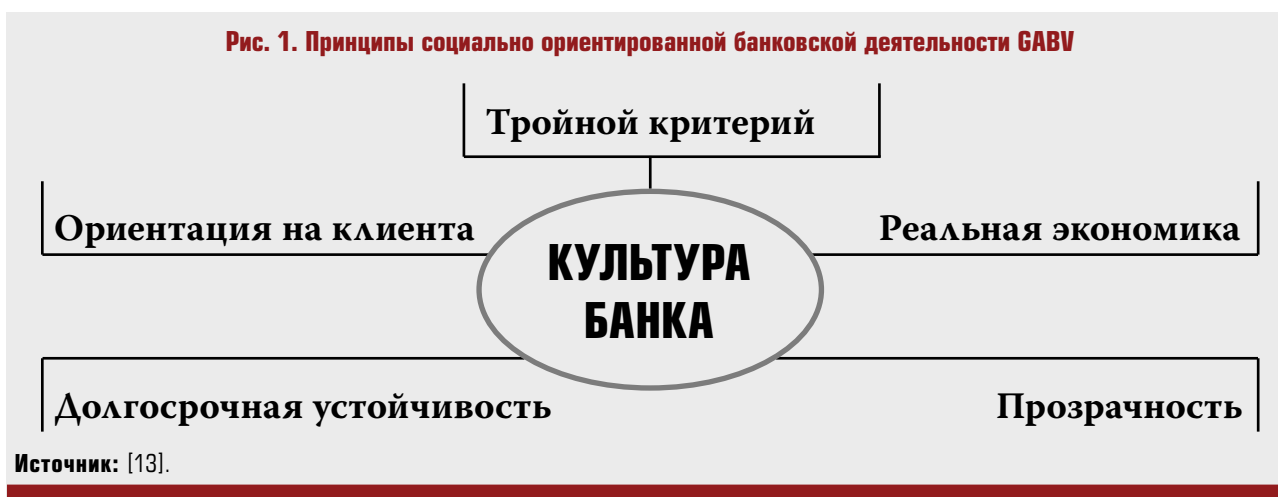 Рис. 1. Принципы социально ориентированной банковской деятельности GABV
Тройной критерий
Ориентация на клиента
Реальная экономика
КУЛЬТУРА
БАНКА
Долгосрочная устойчивость
Прозрачность
Источник: [13].